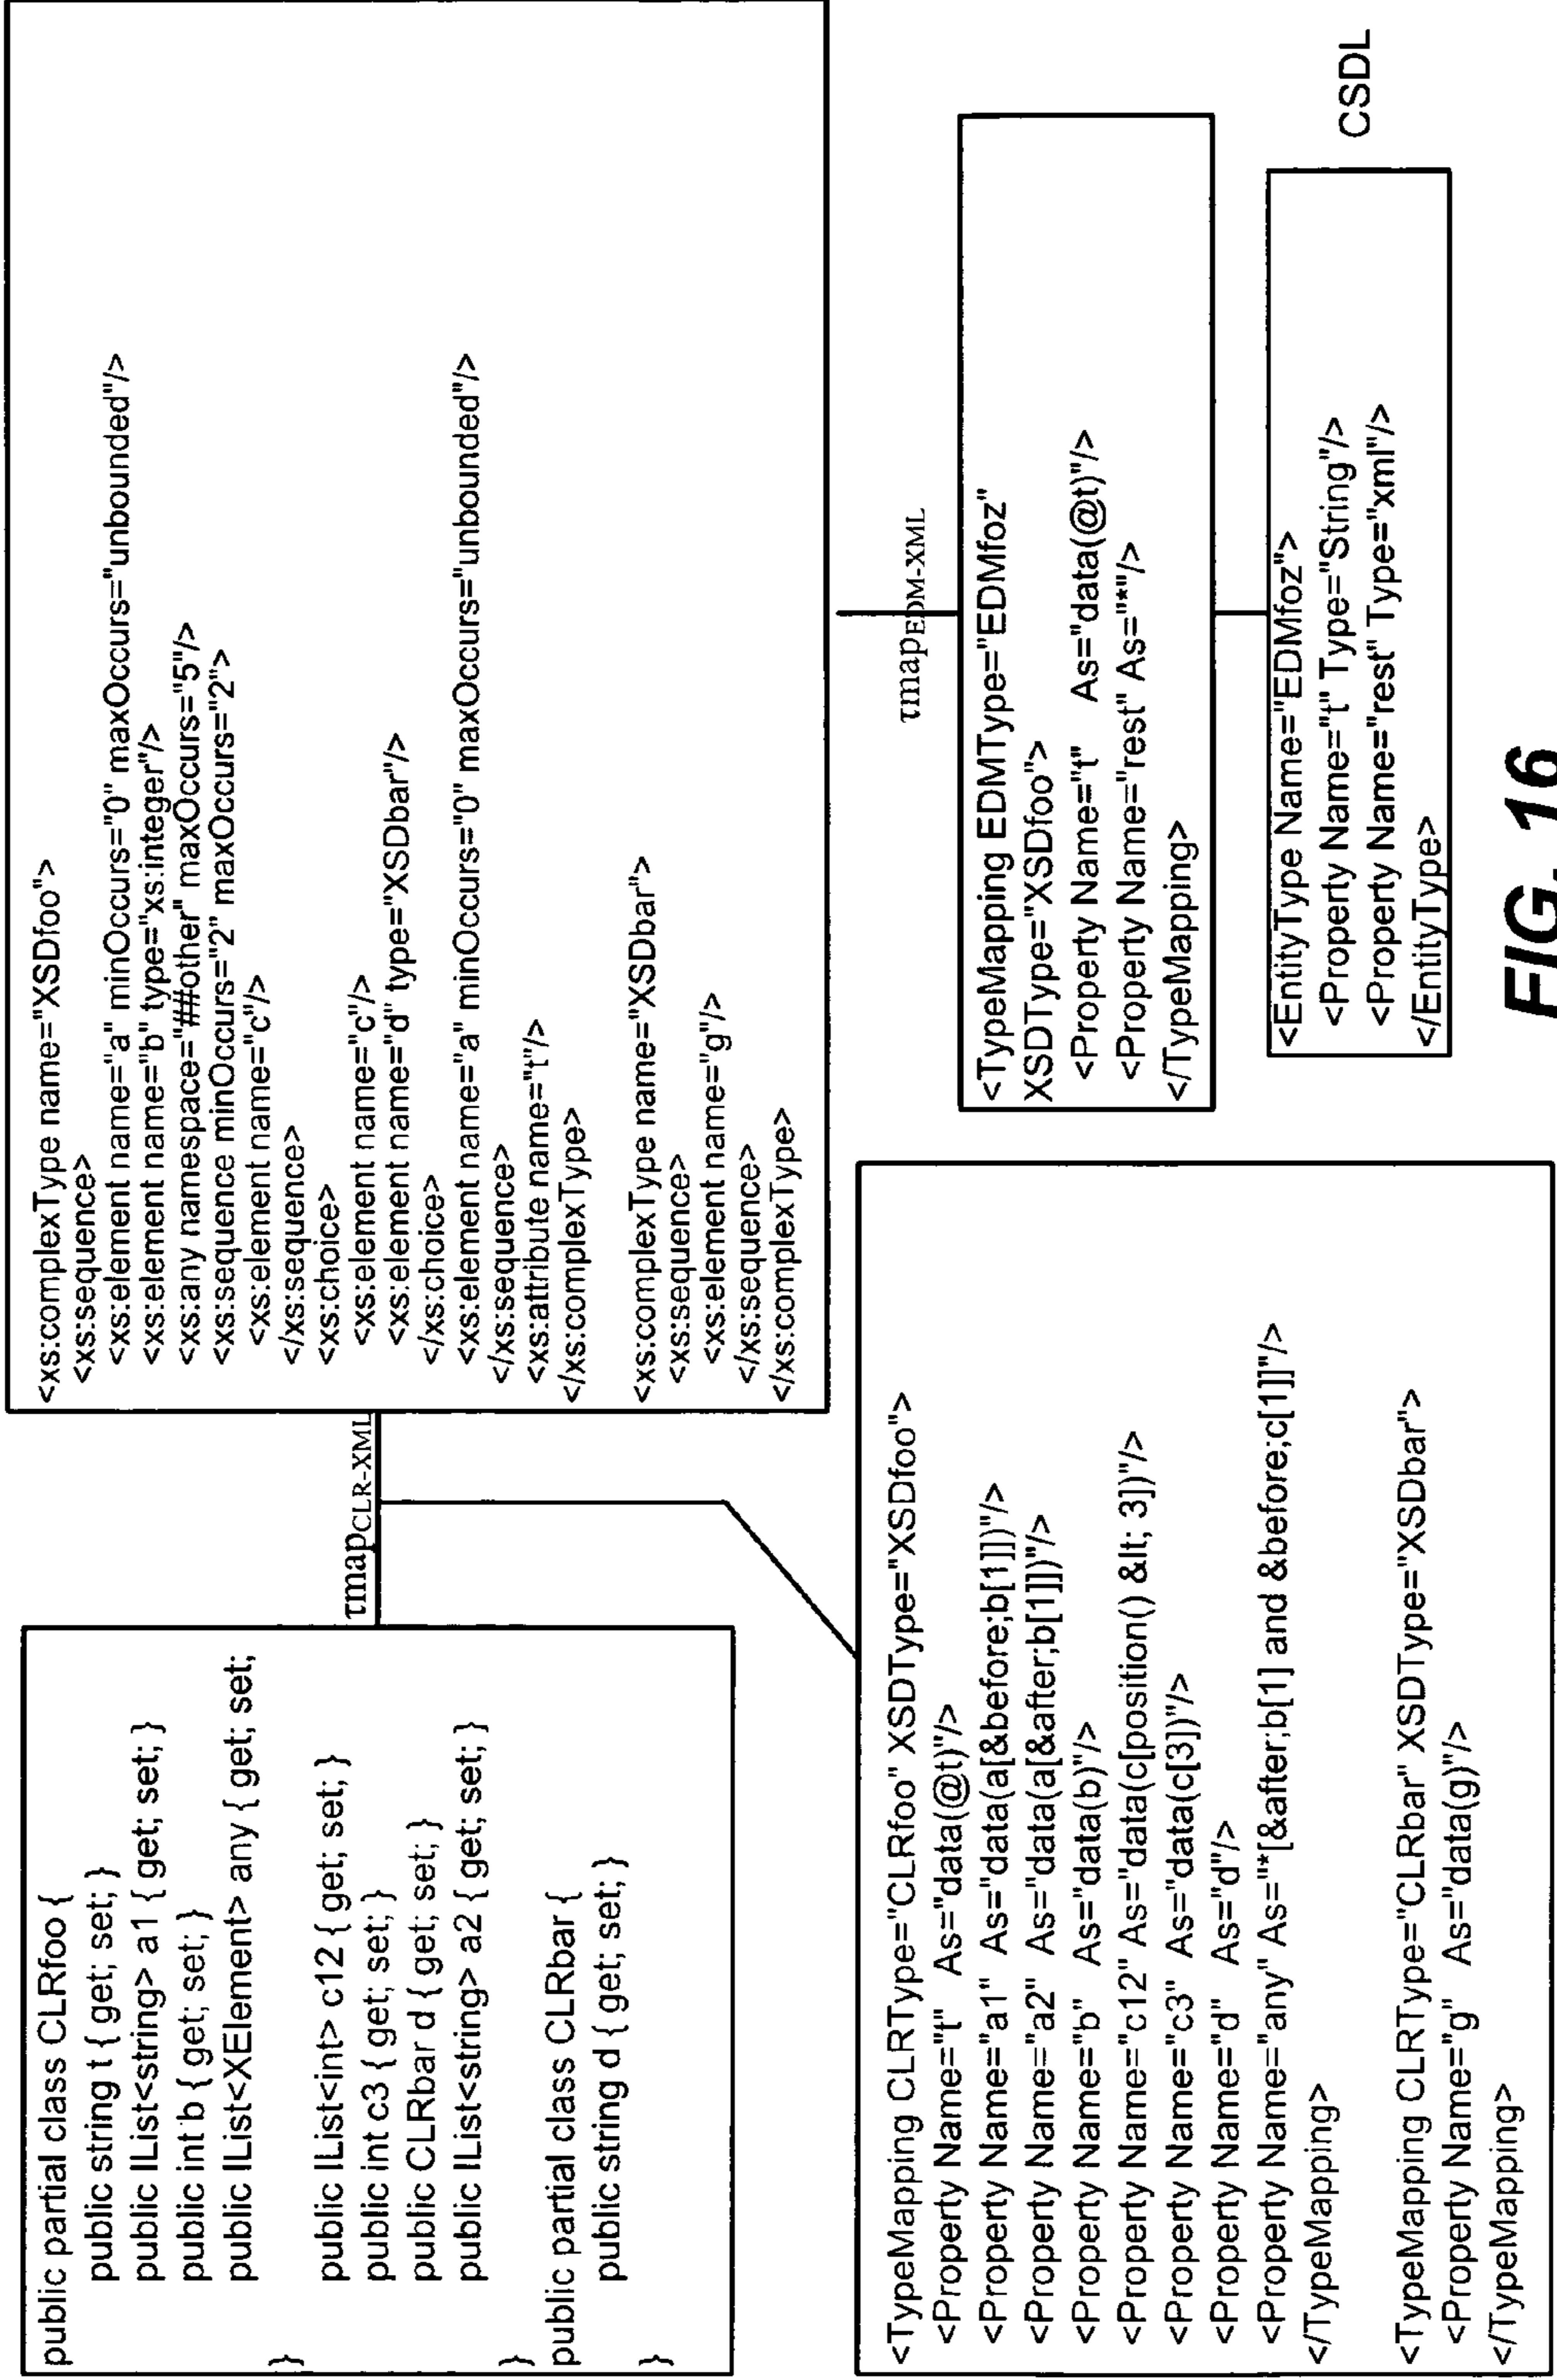 public partial class CLRfoo {
public string t { get; set; }
public IList<string> a1 { get; set; }
public int b { get; set; }
public IList<XElement> any { get; set;
}
public IList<int> c12 { get; set; }
public int c3 { get; set; }
public CLRbar d { get; set; }
public IList<string> a2 { get; set; }
}
public partial class CLRbar {
public string d { get; set; }
}
τmapCLR-XML
<xs:complexType name="XSDfoo">
<xs:sequence>
<xs:element name="a" minOccurs="0" maxOccurs="unbounded"/>
<xs:element name="b" type="xs:integer"/>
<xs:any namespace="##other" maxOccurs="5"/>
<xs:sequence minOccurs="2" maxOccurs="2">
<xs:element name="c"/>
</xs:sequence>
<xs:choice>
<xs:element name="c"/>
<xs:element name="d" type="XSDbar"/>
</xs:choice>
<xs:element name="a" minOccurs="0" maxOccurs="unbounded"/>
</xs:sequence>
<xs:attribute name="t"/>
</xs:complexType>
<xs:complexType name="XSDbar">
<xs:sequence>
<xs:element name="g"/>
</xs:sequence>
</xs:complexType>
<TypeMapping CLRType="CLRfoo" XSDType="XSDfoo">
<Property Name="t" As="data(@t)"/>
<Property Name="a1" As="data(a[&before;b[1]])"/>
<Property Name="a2" As="data(a[&after;b[1]])"/>
<Property Name="b" As="data(b)"/>
<Property Name="c12" As="data(c[position() &lt; 3])"/>
<Property Name="c3" As="data(c[3])"/>
<Property Name="d" As="d"/>
<Property Name="any" As="*[&after;b[1] and &before;c[1]]"/>
</TypeMapping>
<TypeMapping CLRType="CLRbar" XSDType="XSDbar">
<Property Name="g" As="data(g)"/>
</TypeMapping>
τmapEDM-XML
<TypeMapping EDMType="EDMfoz"
XSDType="XSDfoo">
<Property Name="t" As="data(@t)"/>
<Property Name="rest" As="*"/>
</TypeMapping>
<EntityType Name="EDMfoz">
<Property Name="t" Type="String"/>
<Property Name="rest" Type="xml"/>
</EntityType>
CSDL
FIG. 16